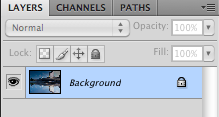 LAYERS CHANNELS PATHS
Normal Opacity: 100%
Lock: Fill: 100%
Background